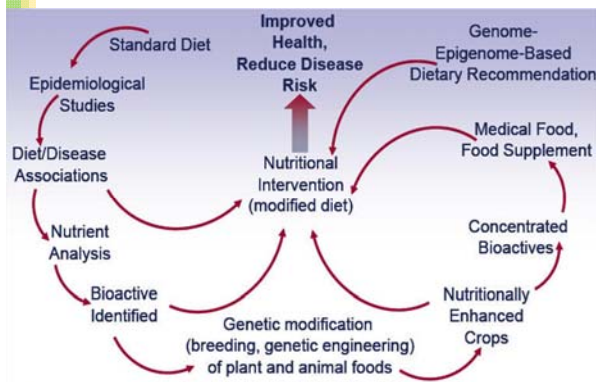 Standard Diet
Epidemiological
Studies
Diet/Disease
Associations
Nutrient
Analysis
Bioactive
Identified
Improved
Health,
Reduce Disease
Risk
Nutritional
Intervention
(modified diet)
Genetic modification
(breeding, genetic engineering)
of plant and animal foods
Genome-
Epigenome-Based
Dietary Recommendation
Medical Food,
Food Supplement
Concentrated
Bioactives
Nutritionally
Enhanced
Crops